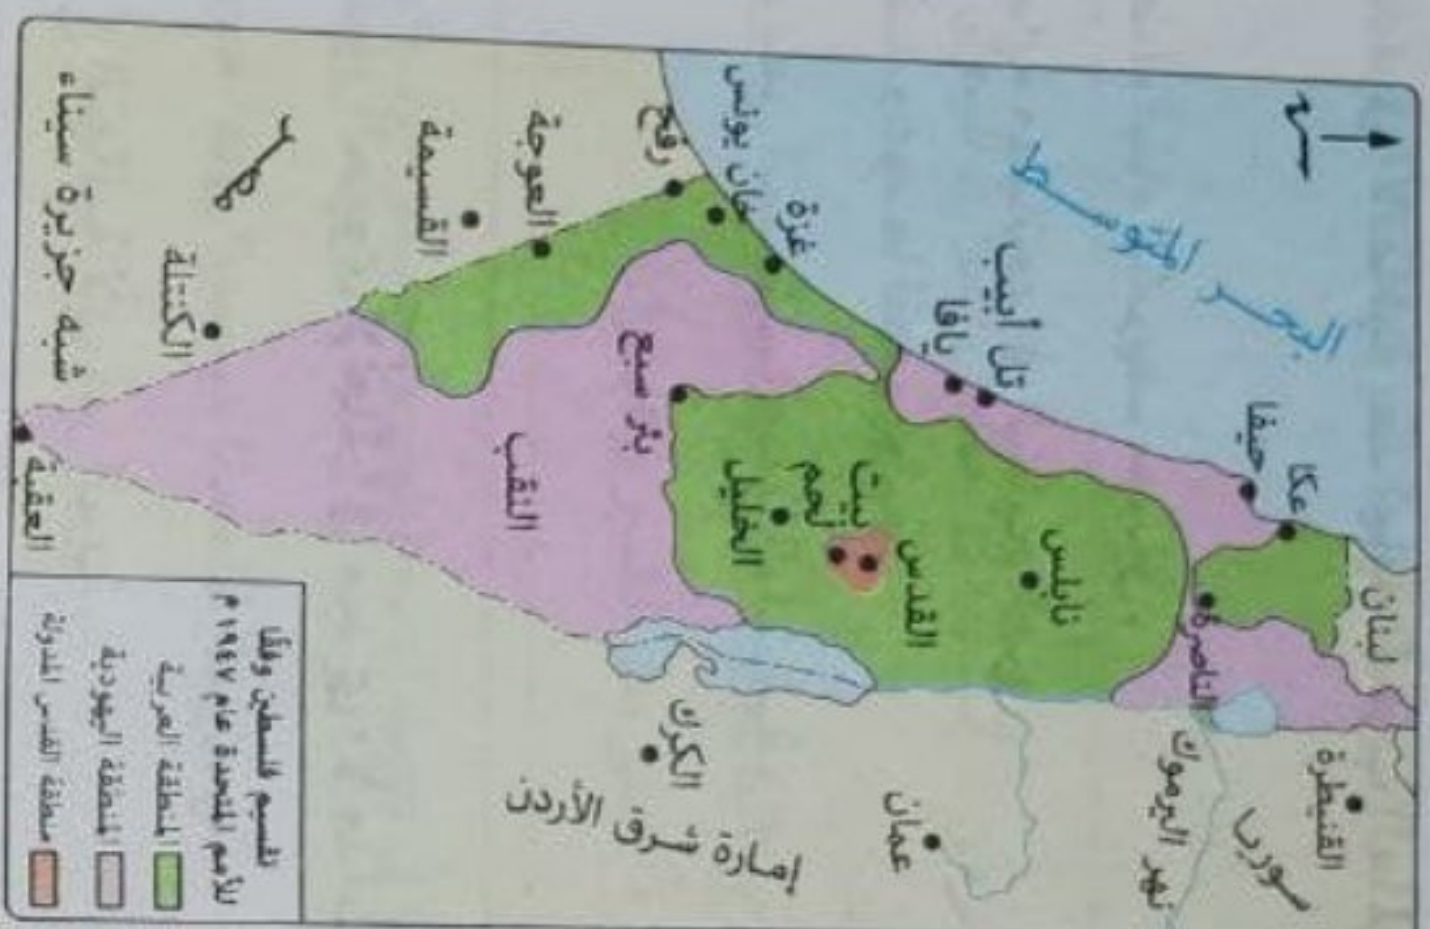 البحر المتوسط
لبنان
عكا
حيفا
الناصرة
القنيطرة
سوريا
نهر اليرموك
تل أبيب
يافا
نابلس
القدس
بيت
لحم
الخليل
عمان
غزة
خان يونس
رفح
بئر سبع
الكرك
إمارة شرق الأردن
العوجة
القسيمة
النقب
مصر
الكنتلة
شبه جزيرة سيناء
العقبة
تقسيم فلسطين وفقًا
للأمم المتحدة عام ١٩٤٧م
المنطقة العربية
المنطقة اليهودية
منطقة القدس المدولة